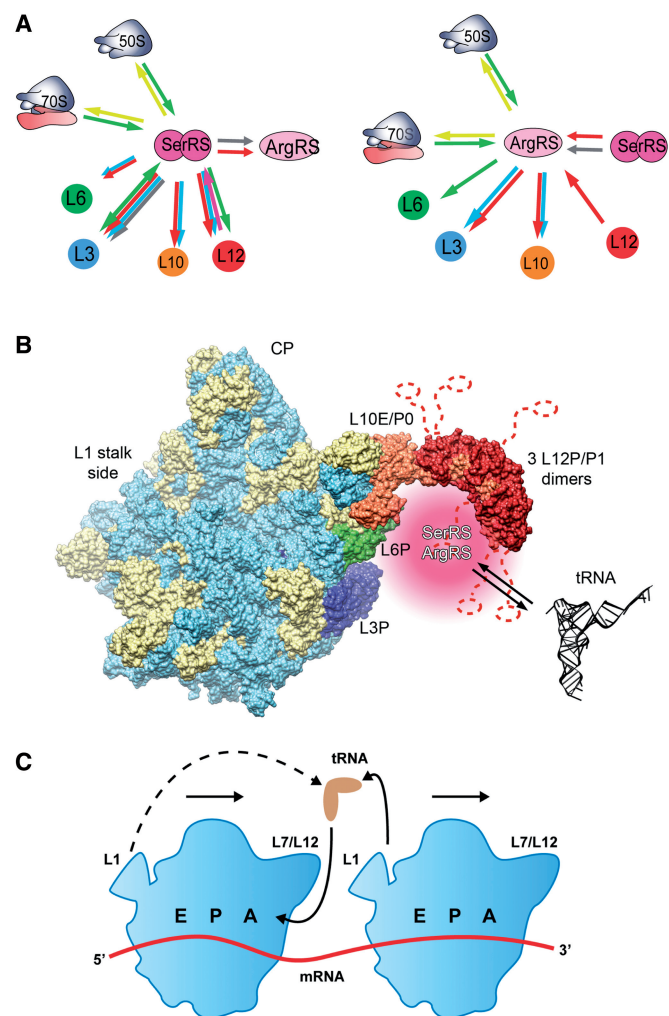 A
50S
70S
SerRS
ArgRS
L6
L3
L10
L12
50S
70S
ArgRS
SerRS
L6
L3
L10
L12
B
CP
L10E/P0
L1 stalk
side
3 L12P/P1
dimers
SerRS
ArgRS
L6P
tRNA
L3P
C
tRNA
L1
L7/L12
L1
L7/L12
E P A
E P A
5’
3’
mRNA